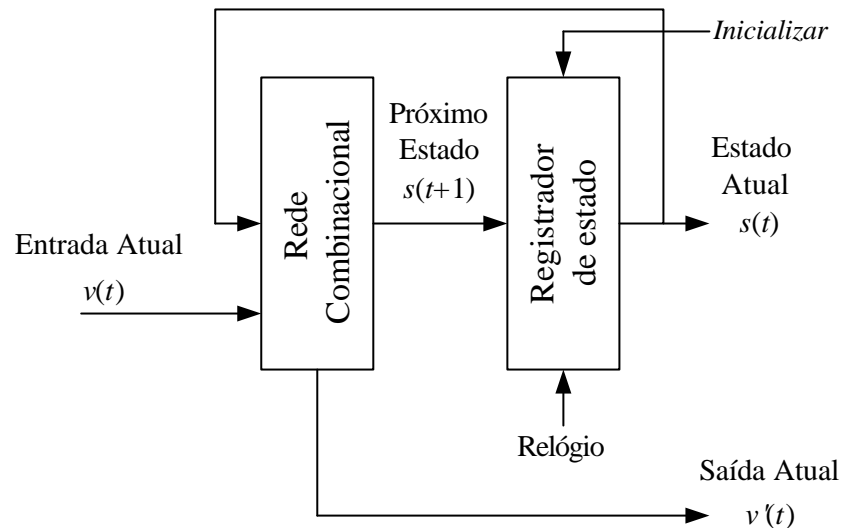 Inicializar
Próximo
Estado
s(t+1)
Rede
Combinacional
Registrador
de estado
Estado
Atual
s(t)
Entrada Atual
v(t)
Relógio
Saída Atual
v'(t)